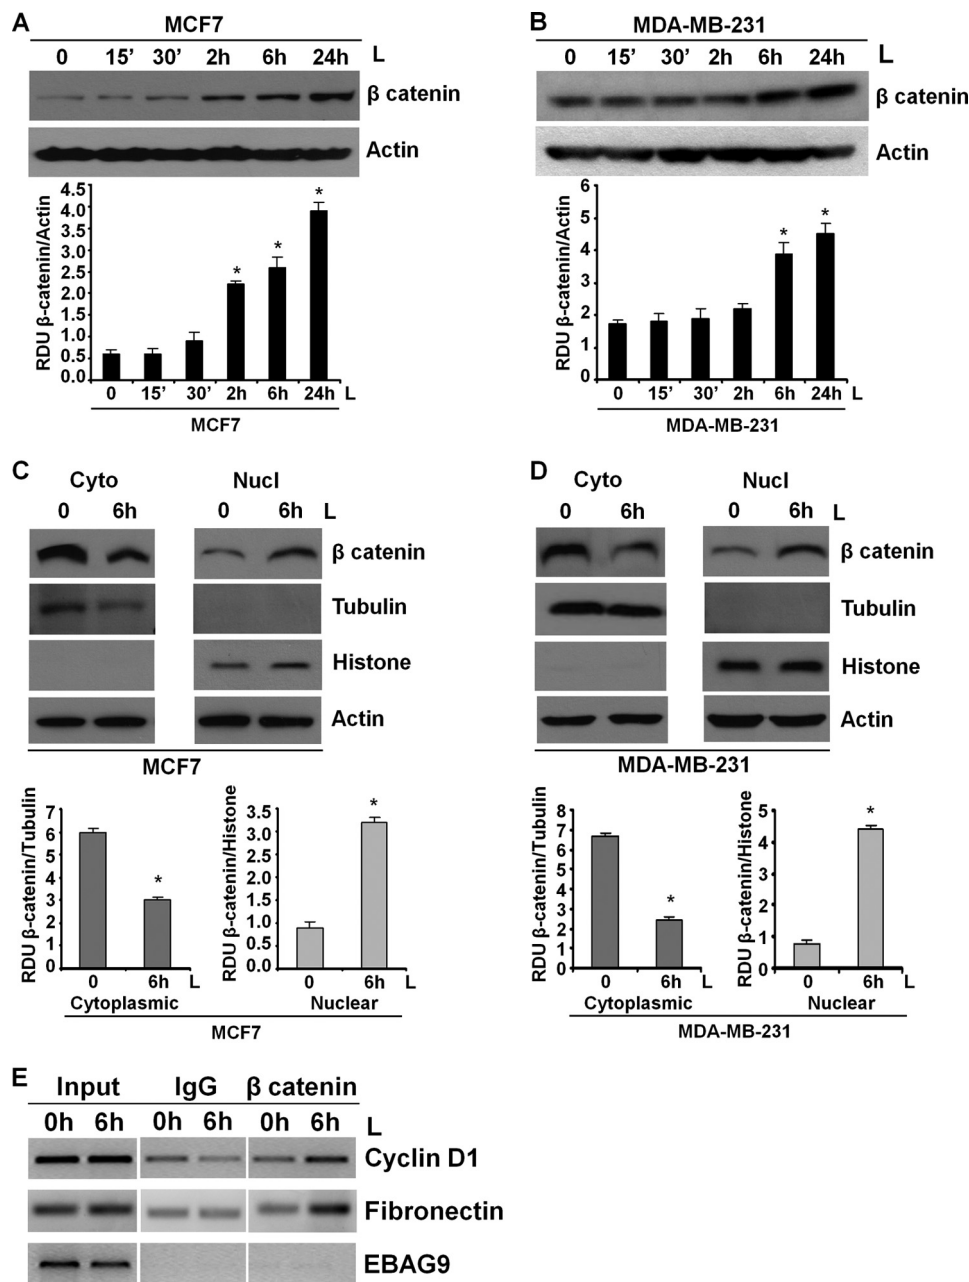 A
MCF7
0 15' 30' 2h 6h 24h L
β catenin
Actin
RDU β-catenin/Actin
4.5
4.0
3.0
2.5
2.0
1.0
0.5
0.0
*
*
*
0 15' 30' 2h 6h 24h L
MCF7
B
MDA-MB-231
0 15' 30' 2h 6h 24h L
β catenin
Actin
RDU β-catenin/Actin
6
5
4
3
2
1
0
*
*
0 15' 30' 2h 6h 24h L
MDA-MB-231
C
Cyto Nucl
0 6h 0 6h L
β catenin
Tubulin
Histone
Actin
MCF7
RDU β-catenin/Tubulin
7
6
5
4
3
2
1
0
*
0 6h L
Cytoplasmic
RDU β-catenin/Histone
3.5
3.0
2.5
2.0
1.5
1.0
0.5
0.0
*
0 6h L
Nuclear
MCF7
D
Cyto Nucl
0 6h 0 6h L
β catenin
Tubulin
Histone
Actin
MDA-MB-231
RDU β-catenin/Tubulin
8
7
6
5
4
3
2
1
0
*
0 6h L
Cytoplasmic
RDU β-catenin/Histone
5
4
3
2
1
0
*
0 6h L
Nuclear
MDA-MB-231
E
Input IgG β catenin
0h 6h 0h 6h 0h 6h L
Cyclin D1
Fibronectin
EBAG9